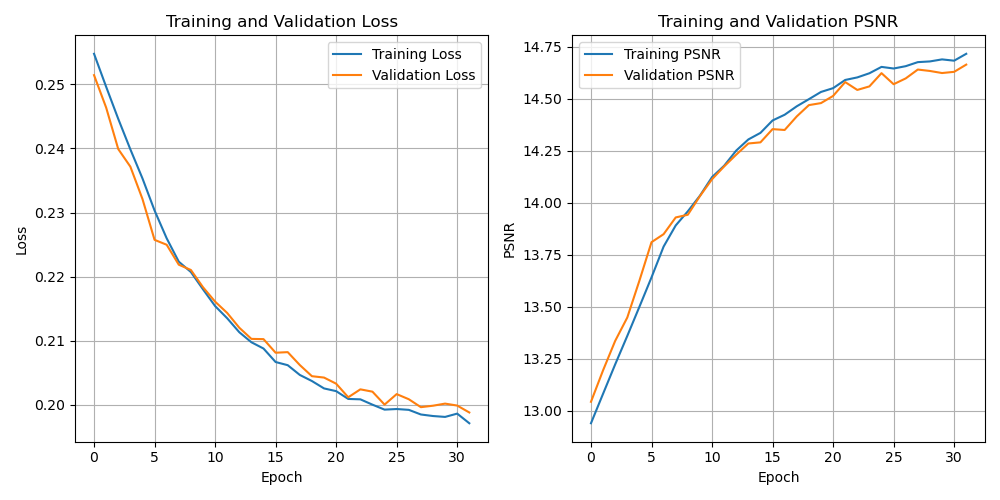 Training and Validation Loss
Training Loss
Validation Loss
0.25
0.24
0.23
0.22
0.21
0.20
Loss
0 5 10 15 20 25 30
Epoch
Training and Validation PSNR
Training PSNR
Validation PSNR
14.75
14.50
14.25
14.00
13.75
13.50
13.25
13.00
PSNR
0 5 10 15 20 25 30
Epoch